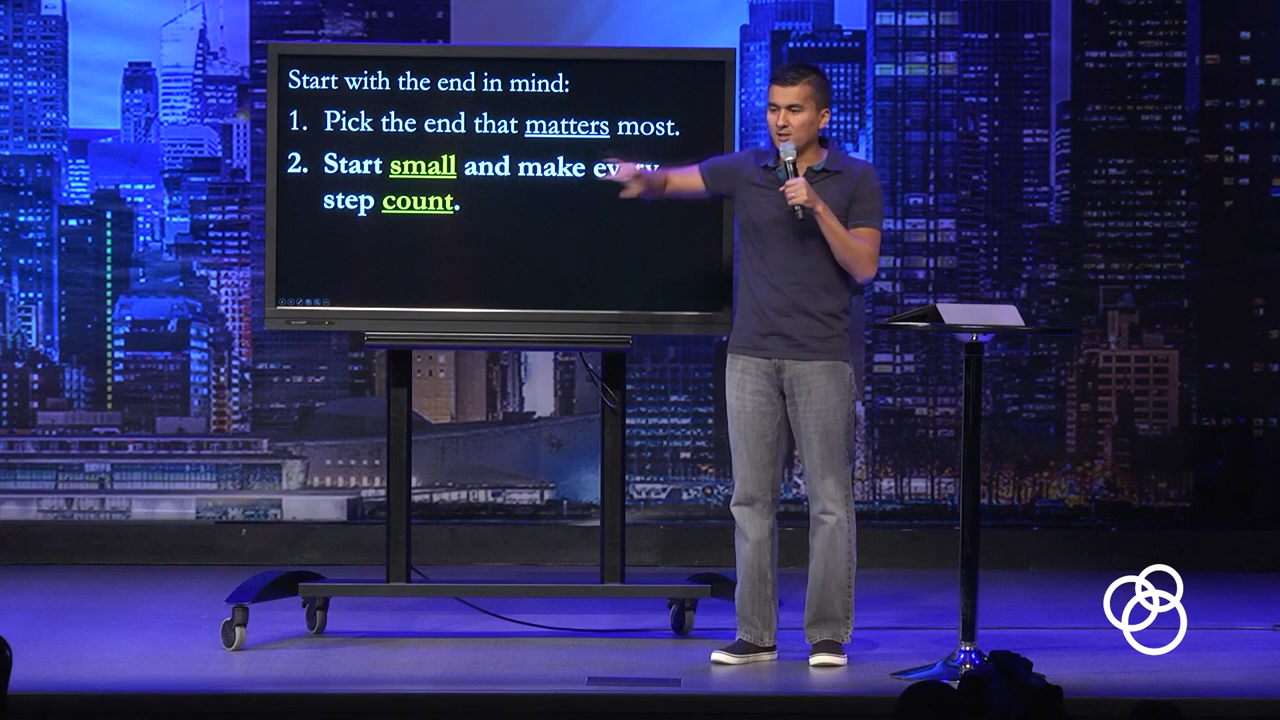 Start with the end in mind:
1. Pick the end that matters most.
2. Start small and make every
step count.